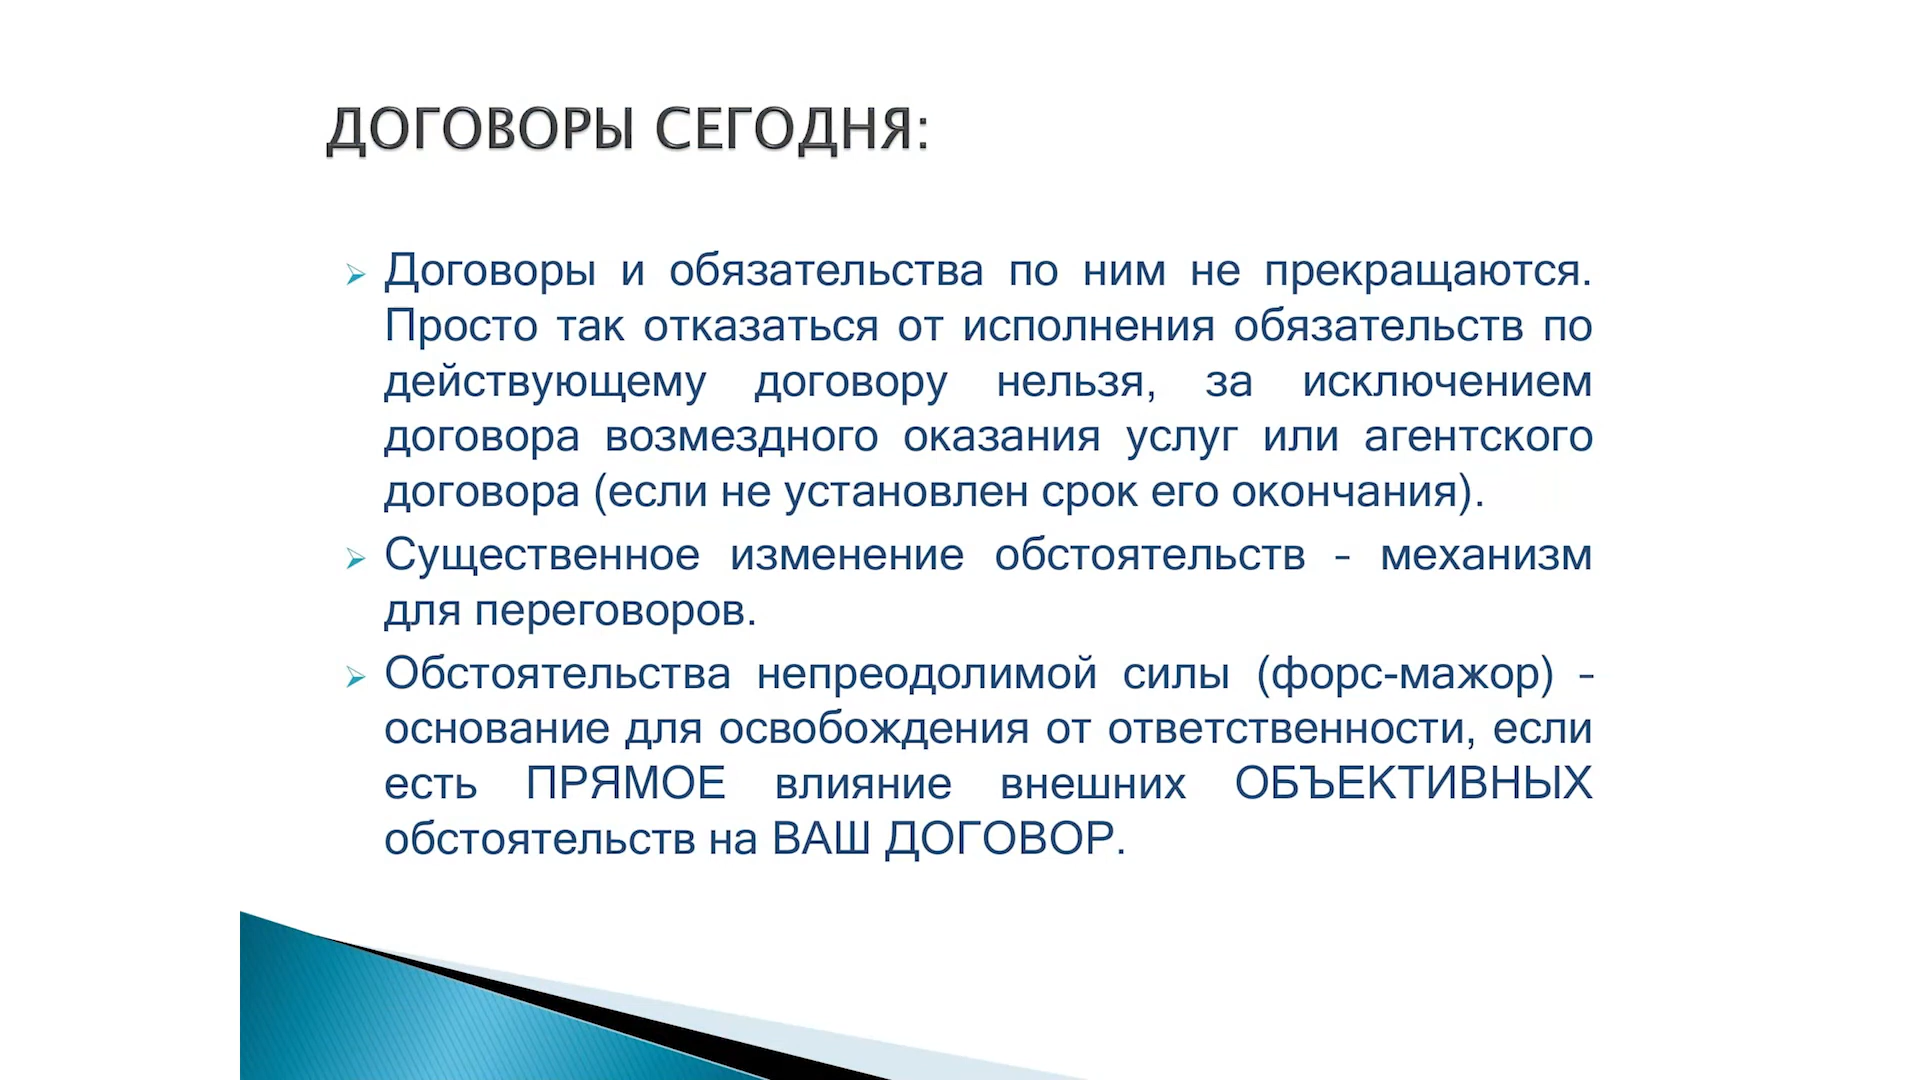 ДОГОВОРЫ СЕГОДНЯ:
Договоры и обязательства по ним не прекращаются.
Просто так отказаться от исполнения обязательств по
действующему договору нельзя, за исключением
договора возмездного оказания услуг или агентского
договора (если не установлен срок его окончания).
Существенное изменение обстоятельств – механизм
для переговоров.
Обстоятельства непреодолимой силы (форс-мажор) –
основание для освобождения от ответственности, если
есть ПРЯМОЕ влияние внешних ОБЪЕКТИВНЫХ
обстоятельств на ВАШ ДОГОВОР.